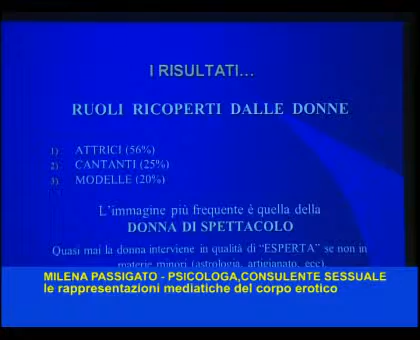 I RISULTATI...
RUOLI RICOPERTI DALLE DONNE
1) ATTRICI (56%)
2) CANTANTI (25%)
3) MODELLE (20%)
L'immagine più frequente è quella della
DONNA DI SPETTACOLO
Quasi mai la donna interviene in qualità di "ESPERTA" se non in
materie minori (astrologia, artigianato, ecc).
MILENA PASSIGATO - PSICOLOGA,CONSULENTE SESSUALE
le rappresentazioni mediatiche del corpo erotico